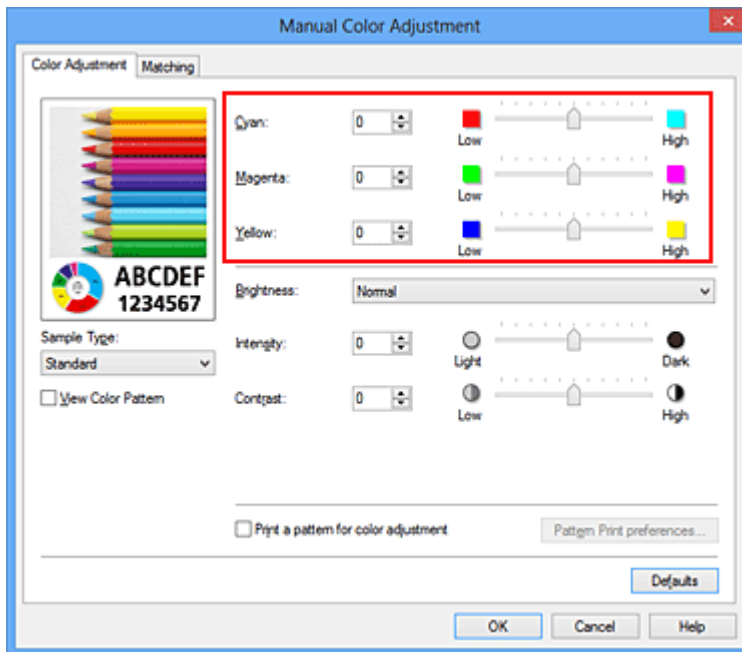 Manual Color Adjustment
Color Adjustment Matching
Cyan: 0 Low High
Magenta: 0 Low High
Yellow: 0 Low High
ABCDEF
1234567
Brightness: Normal
Sample Type:
Standard
Intensity: 0 Light Dark
View Color Pattern
Contrast: 0 Low High
Print a pattern for color adjustment Pattern Print preferences...
Defaults
OK Cancel Help